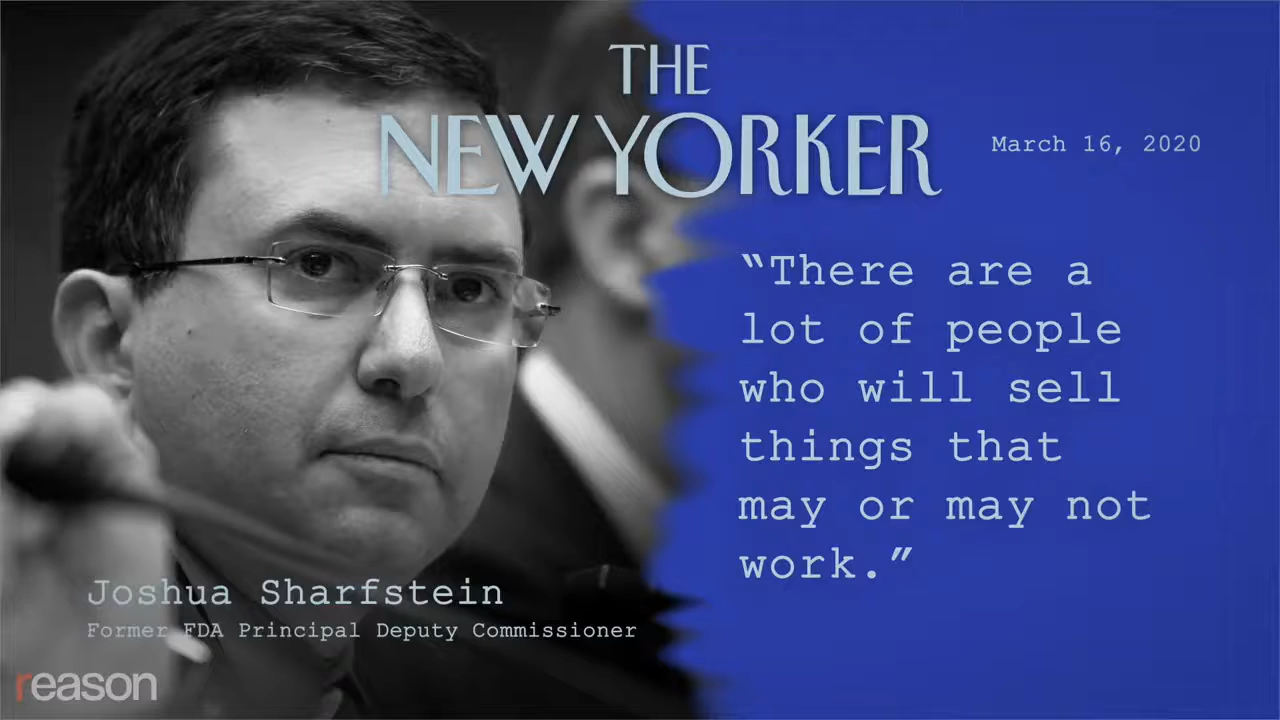 THE
NEW YORKER
March 16, 2020
“There are a
lot of people
who will sell
things that
may or may not
work.”
Joshua Sharfstein
Former FDA Principal Deputy Commissioner
reason